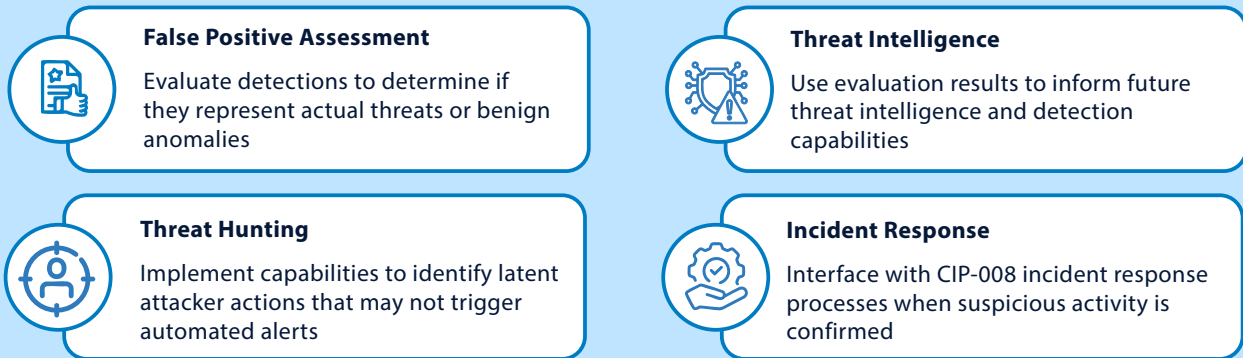 False Positive Assessment
Evaluate detections to determine if
they represent actual threats or benign
anomalies
Threat Intelligence
Use evaluation results to inform future
threat intelligence and detection
capabilities
Threat Hunting
Implement capabilities to identify latent
attacker actions that may not trigger
automated alerts
Incident Response
Interface with CIP-008 incident response
processes when suspicious activity is
confirmed